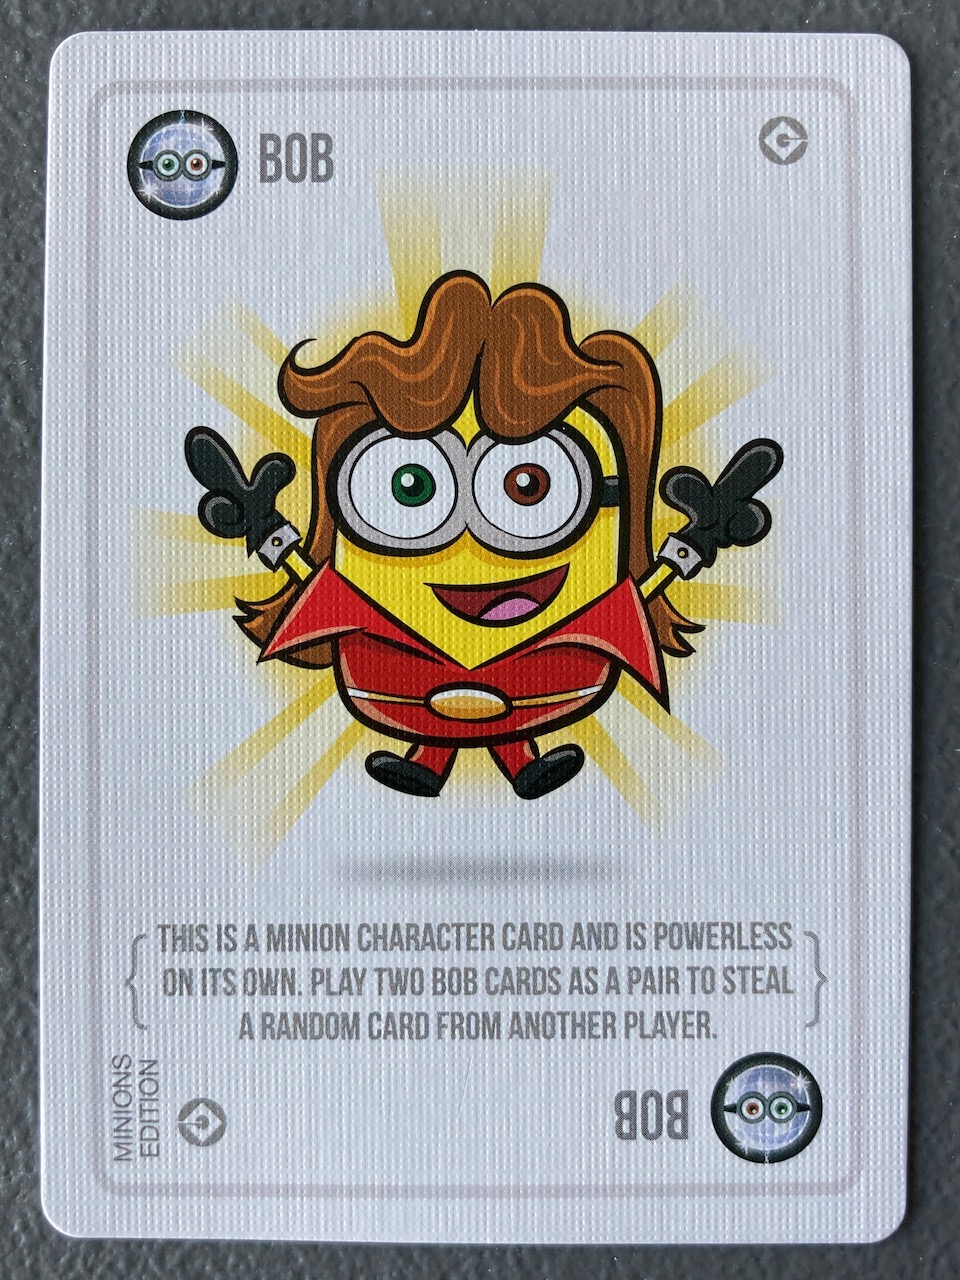 BOB
THIS IS A MINION CHARACTER CARD AND IS POWERLESS
ON ITS OWN. PLAY TWO BOB CARDS AS A PAIR TO STEAL
A RANDOM CARD FROM ANOTHER PLAYER.
MINIONS
EDITION
BOB